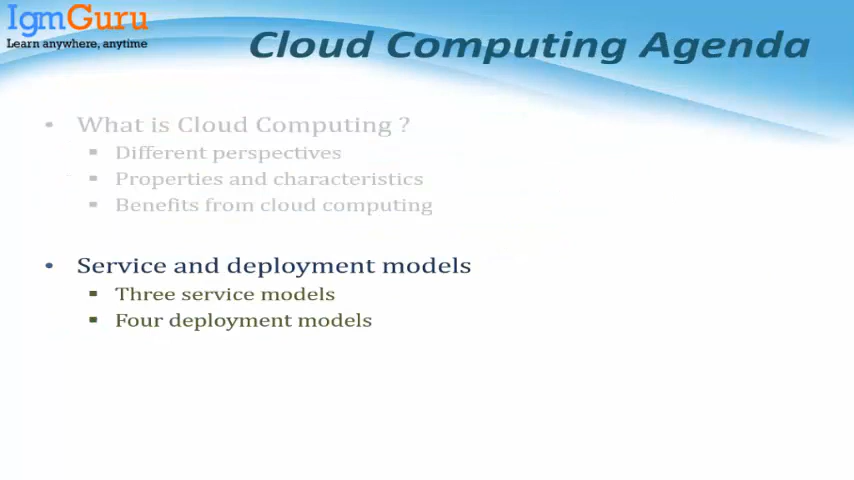 IgmGuru
Learn anywhere, anytime
Cloud Computing Agenda
• What is Cloud Computing ?
▪ Different perspectives
▪ Properties and characteristics
▪ Benefits from cloud computing
• Service and deployment models
▪ Three service models
▪ Four deployment models